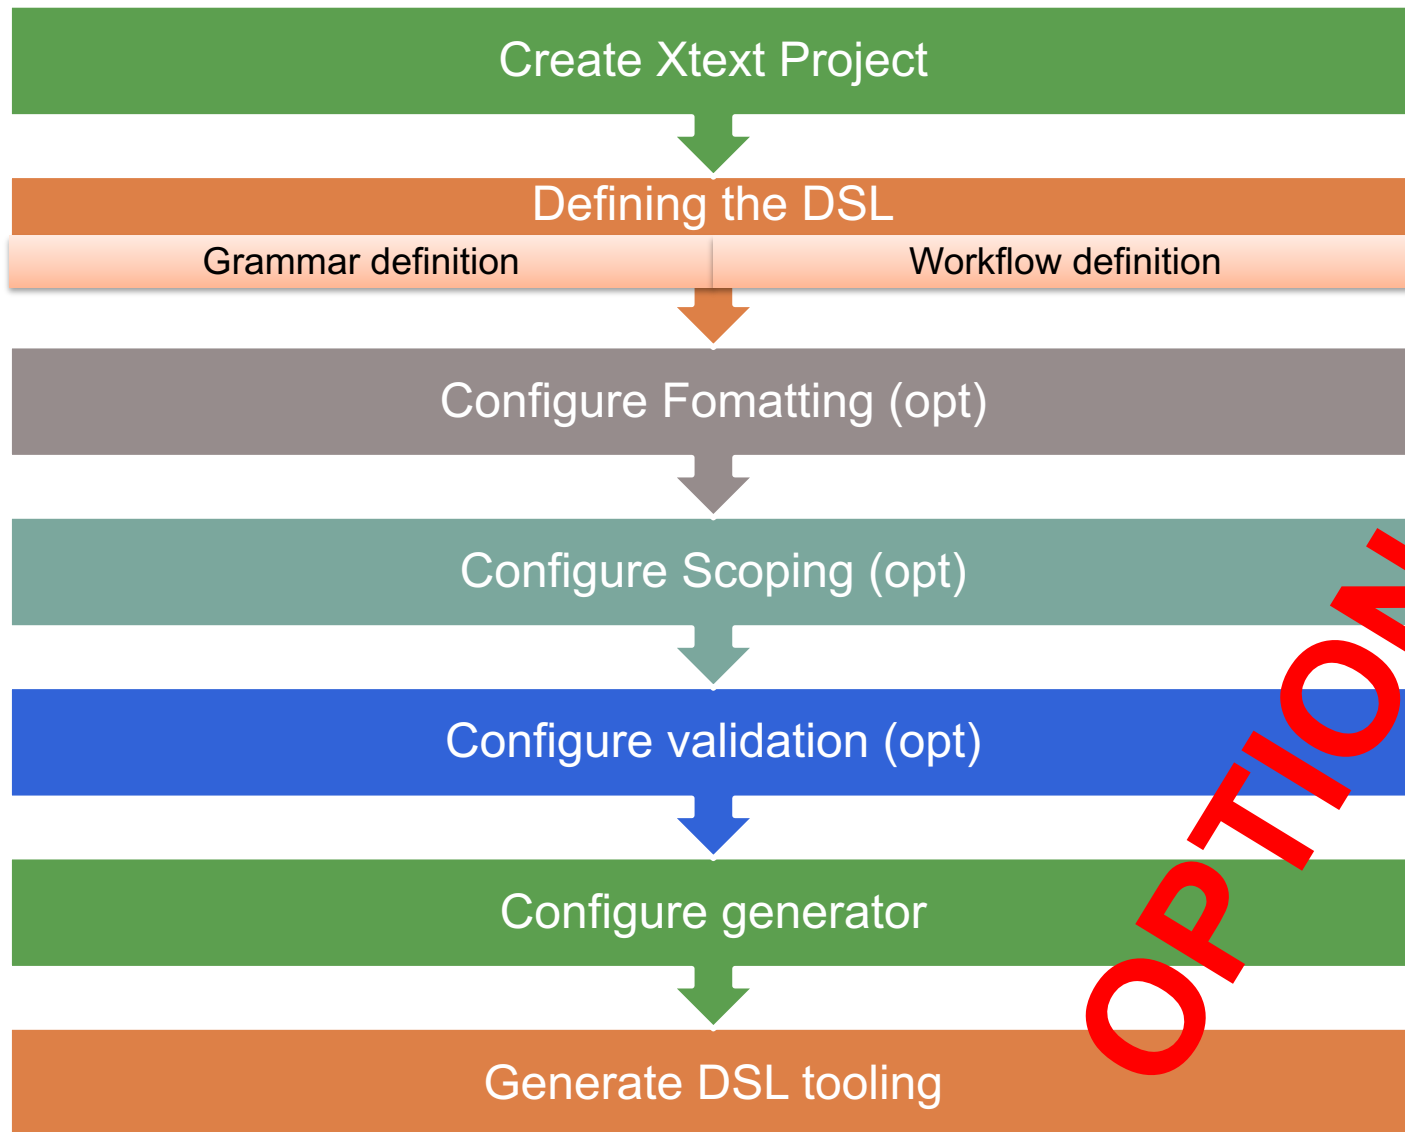 Create Xtext Project
Defining the DSL
Grammar definition
Workflow definition
Configure Fomatting (opt)
Configure Scoping (opt)
Configure validation (opt)
Configure generator
Generate DSL tooling
OPTION